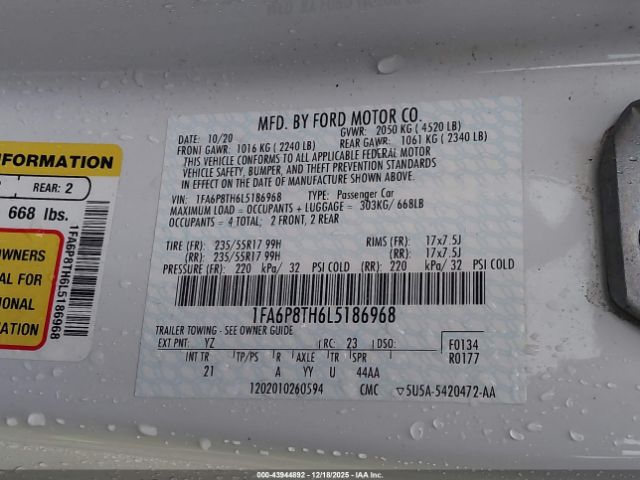 NFORMATION
REAR: 2
668 lbs.
OWNERS
AL FOR
IONAL
1FA6P8TH6L5186968
MFD. BY FORD MOTOR CO.
DATE: 10/20 GVWR: 2050 KG ( 4520 LB)
FRONT GAWR: 1016 KG ( 2240 LB) REAR GAWR: 1061 KG ( 2340 LB)
THIS VEHICLE CONFORMS TO ALL APPLICABLE FEDERAL MOTOR
VEHICLE SAFETY, BUMPER, AND THEFT PREVENTION STANDARDS
IN EFFECT ON THE DATE OF MANUFACTURE SHOWN ABOVE.
VIN: 1FA6P8TH6L5186968 TYPE: Passenger Car
MAXIMUM LOAD = OCCUPANTS + LUGGAGE = 303KG/ 668LB
OCCUPANTS = 4 TOTAL; 2 FRONT, 2 REAR
TIRE (FR): 235/55R17 99H RIMS (FR): 17x7.5J
(RR): 235/55R17 99H (RR): 17x7.5J
PRESSURE (FR): 220 kPa/ 32 PSI COLD (RR): 220 kPa/ 32 PSI COLD
1FA6P8TH6L5186968
TRAILER TOWING - SEE OWNER GUIDE
EXT PNT: YZ RC: 23 DSO: F0134
R0177
INT TR TP/PS R AXLE TR SPR
21 A YY U 44AA
1202010260594 CMC 5U5A-5420472-AA
000-43944892 | 12/18/2025 | COPART.COM